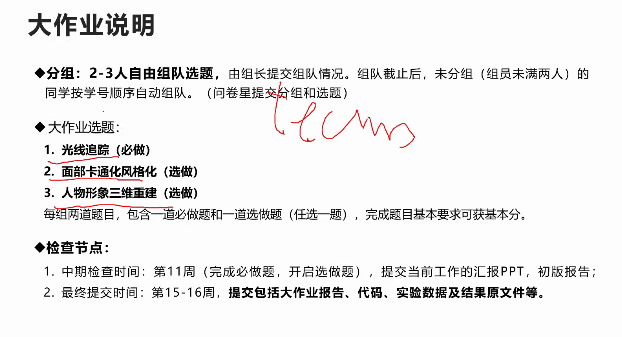 大作业说明
◆分组：2-3人自由组队选题，由组长提交组队情况。组队截止后，未分组（组员未满两人）的
同学按学号顺序自动组队。（问卷星提交分组和选题）
◆大作业选题：
1. 光线追踪（必做）
2. 面部卡通化风格化（选做）
3. 人物形象三维重建（选做）
每组两道题目，包含一道必做题和一道选做题（任选一题），完成题目基本要求可获基本分。
◆检查节点：
1. 中期检查时间：第11周（完成必做题，开启选做题），提交当前工作的汇报PPT，初版报告；
2. 最终提交时间：第15-16周，提交包括大作业报告、代码、实验数据及结果原文件等。